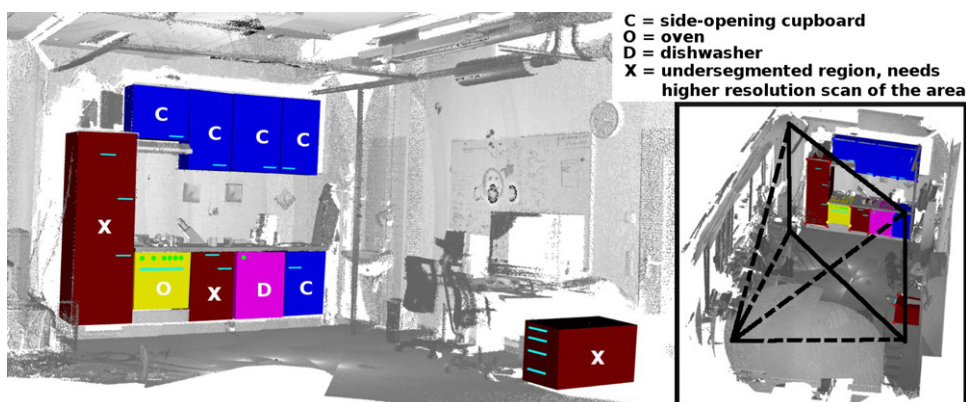 C = side-opening cupboard
O = oven
D = dishwasher
X = undersegmented region, needs
higher resolution scan of the area
C
C
C
C
X
O
X
D
C
X